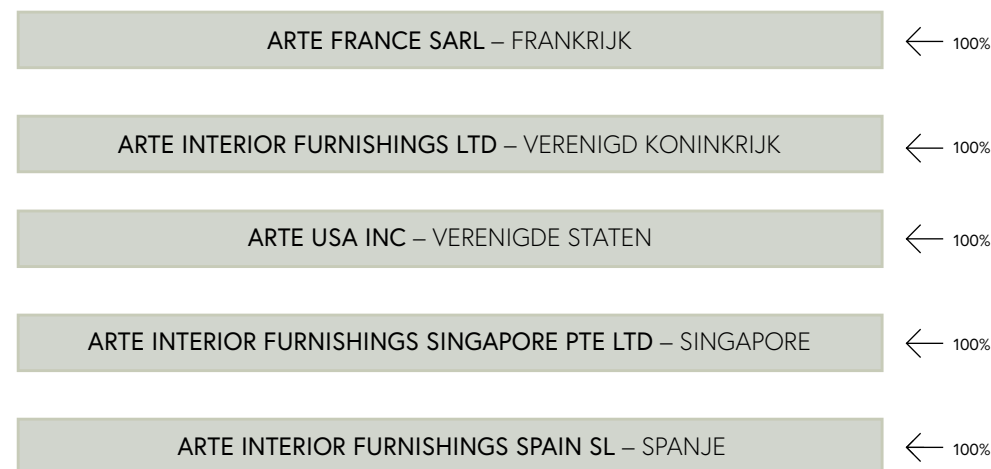 ARTE FRANCE SARL – FRANKRIJK 100%
ARTE INTERIOR FURNISHINGS LTD – VERENIGD KONINKRIJK 100%
ARTE USA INC – VERENIGDE STATEN 100%
ARTE INTERIOR FURNISHINGS SINGAPORE PTE LTD – SINGAPORE 100%
ARTE INTERIOR FURNISHINGS SPAIN SL – SPANJE 100%